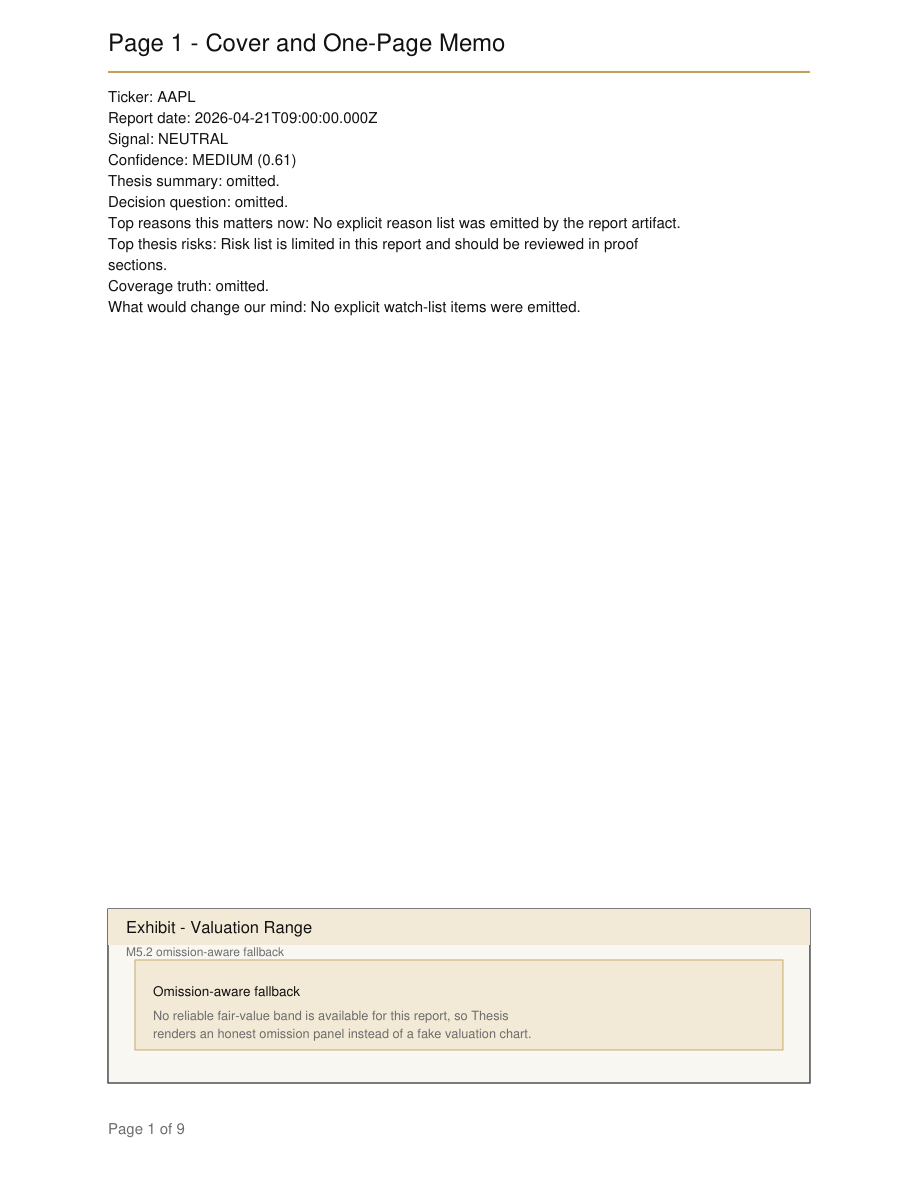 Page 1 - Cover and One-Page Memo
Ticker: AAPL
Report date: 2026-04-21T09:00:00.000Z
Signal: NEUTRAL
Confidence: MEDIUM (0.61)
Thesis summary: omitted.
Decision question: omitted.
Top reasons this matters now: No explicit reason list was emitted by the report artifact.
Top thesis risks: Risk list is limited in this report and should be reviewed in proof
sections.
Coverage truth: omitted.
What would change our mind: No explicit watch-list items were emitted.
Exhibit - Valuation Range
M5.2 omission-aware fallback
Omission-aware fallback
No reliable fair-value band is available for this report, so Thesis
renders an honest omission panel instead of a fake valuation chart.
Page 1 of 9